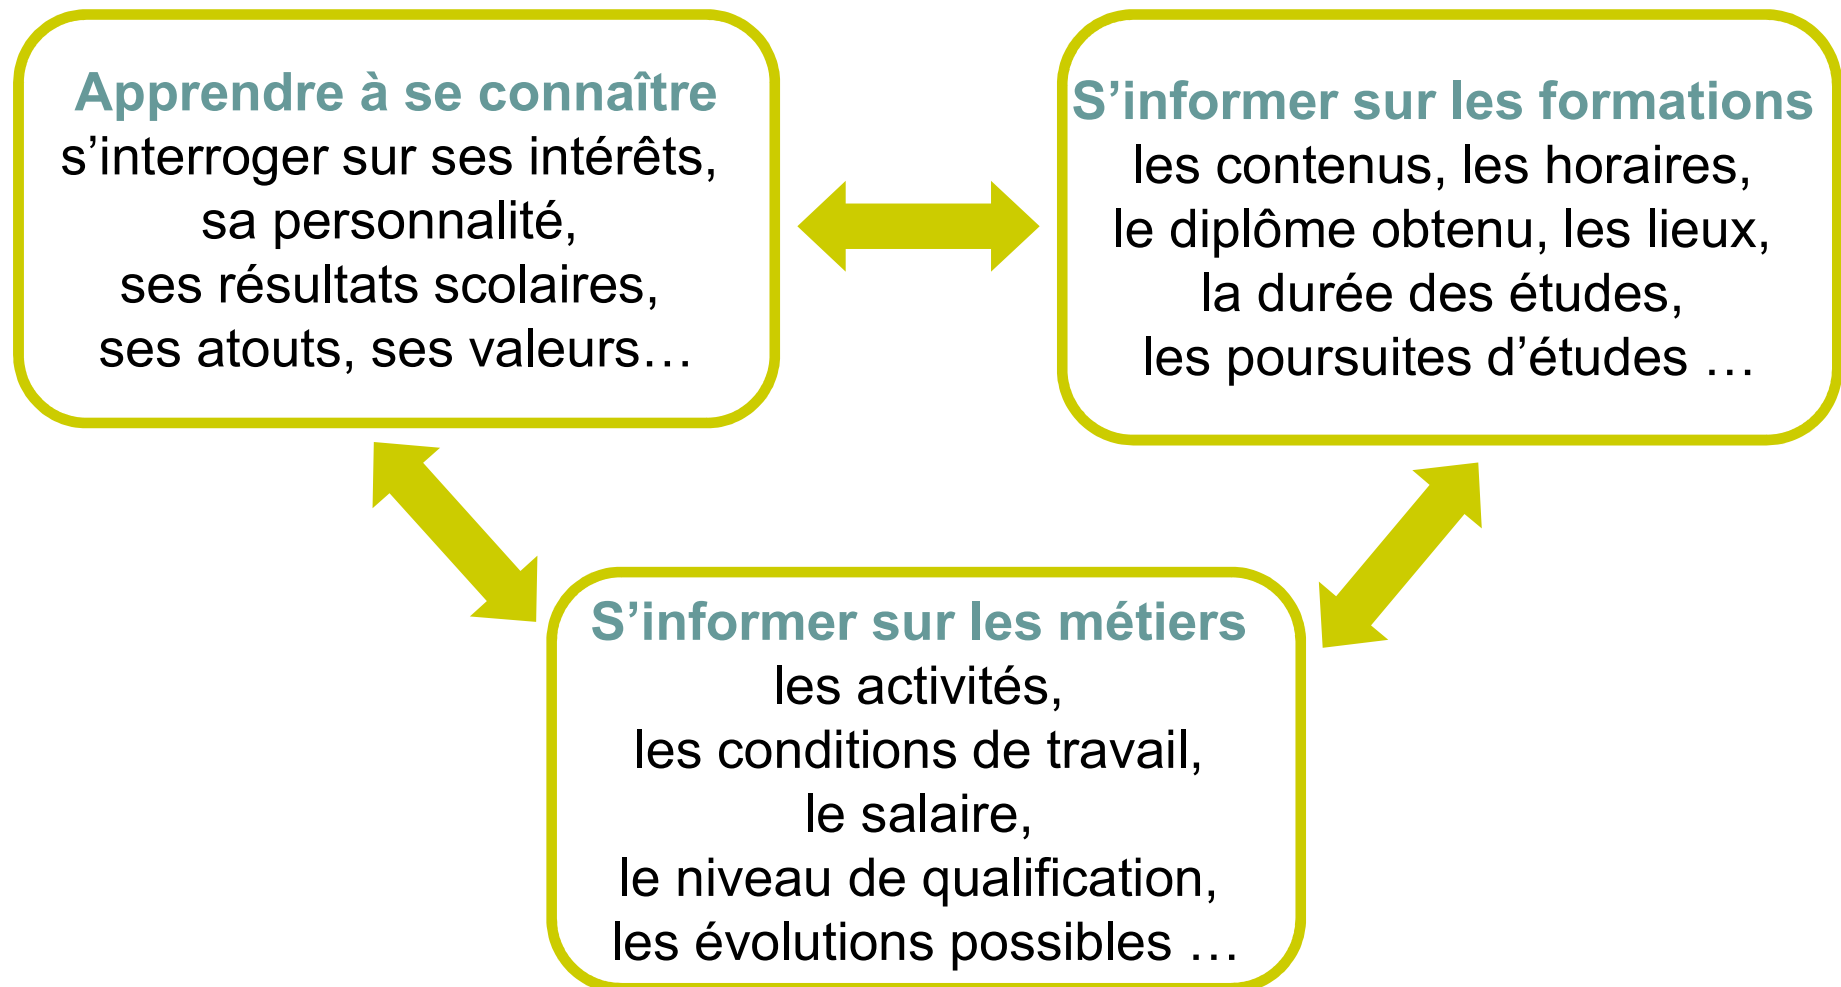 Apprendre à se connaître
s’interroger sur ses intérêts,
sa personnalité,
ses résultats scolaires,
ses atouts, ses valeurs…
S’informer sur les formations
les contenus, les horaires,
le diplôme obtenu, les lieux,
la durée des études,
les poursuites d’études …
S’informer sur les métiers
les activités,
les conditions de travail,
le salaire,
le niveau de qualification,
les évolutions possibles …